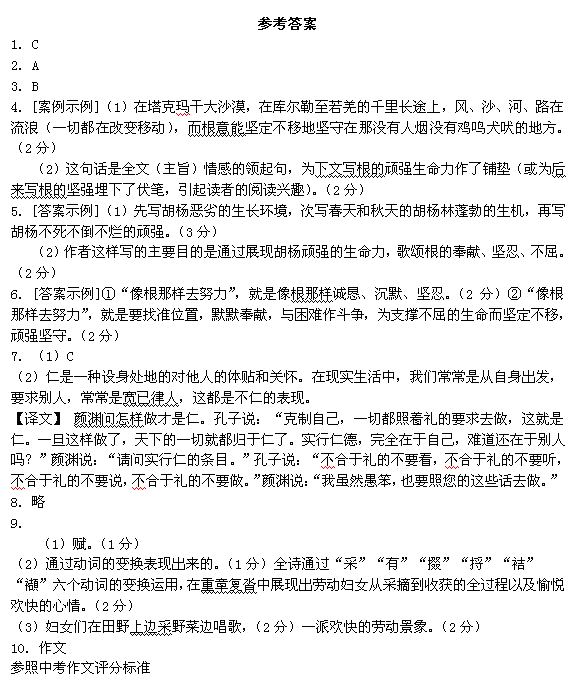 参考答案
1. C
2. A
3. B
4. [案例示例]（1）在塔克玛干大沙漠，在库尔勒至若羌的千里长途上，风、沙、河、路在
流浪（一切都在改变移动），而根意能坚定不移地坚守在那没有人烟没有鸡鸣犬吠的地方。
（2分）
（2）这句话是全文（主旨）情感的领起句，为下文写根的顽强生命力作了铺垫（或为后
来写根的坚强埋下了伏笔，引起读者的阅读兴趣）。（2分）
5. [答案示例]（1）先写胡杨恶劣的生长环境，次写春天和秋天的胡杨林蓬勃的生机，再写
胡杨不死不倒不烂的顽强。（3分）
（2）作者这样写的主要目的是通过展现胡杨顽强的生命力，歌颂根的奉献、坚忍、不屈。
（2分）
6. [答案示例]①“像根那样去努力”，就是像根那样诚恳、沉默、坚忍。（2 分）②“像根
那样去努力”，就是要找准位置，默默奉献，与困难作斗争，为支撑不屈的生命而坚定不移，
顽强坚守。（2分）
7. （1）C
（2）仁是一种设身处地的对他人的体贴和关怀。在现实生活中，我们常常是从自身出发，
要求别人，常常是宽已律人，这都是不仁的表现。
【译文】 颜渊问怎样做才是仁。孔子说：“克制自己，一切都照着礼的要求去做，这就是
仁。一旦这样做了，天下的一切就都归于仁了。实行仁德，完全在于自己，难道还在于别人
吗？”颜渊说：“请问实行仁的条目。”孔子说：“不合于礼的不要看，不合于礼的不要听，
不合于礼的不要说，不合于礼的不要做。”颜渊说：“我虽然愚笨，也要照您的这些话去做。”
8. 略
9.
（1）赋。（1分）
（2）通过动词的变换表现出来的。（1分）全诗通过“采”“有”“掇”“捋”“袺”
“襭”六个动词的变换运用，在重章复沓中展现出劳动妇女从采摘到收获的全过程以及愉悦
欢快的心情。（2分）
（3）妇女们在田野上边采野菜边唱歌，（2分）一派欢快的劳动景象。（2分）
10. 作文
参照中考作文评分标准